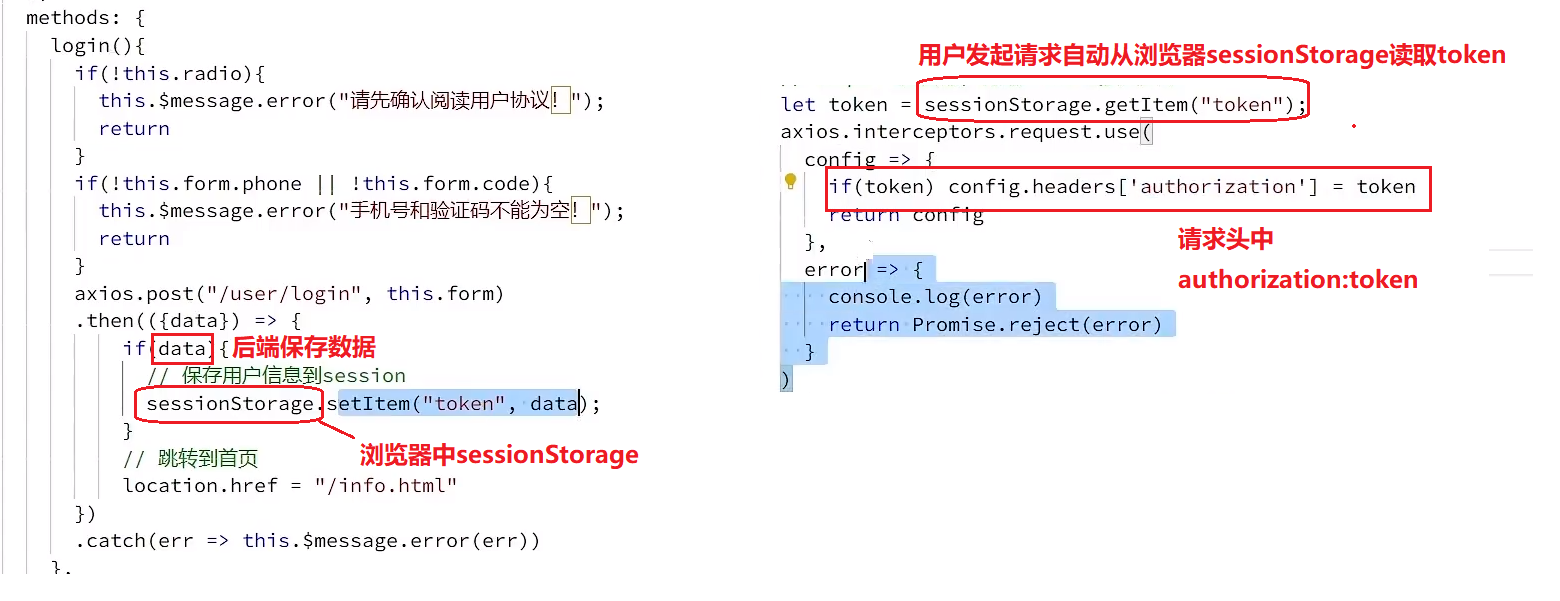 methods: {
login(){
if(!this.radio){
this.$message.error("请先确认阅读用户协议！");
return
}
if(!this.form.phone || !this.form.code){
this.$message.error("手机号和验证码不能为空！");
return
}
axios.post("/user/login", this.form)
.then(({data}) => {
if(data){ 后端保存数据
// 保存用户信息到session
sessionStorage.setItem("token", data);
}
浏览器中sessionStorage
// 跳转到首页
location.href = "/info.html"
})
.catch(err => this.$message.error(err))
},
用户发起请求自动从浏览器sessionStorage读取token
let token = sessionStorage.getItem("token");
axios.interceptors.request.use(
config => {
if(token) config.headers['authorization'] = token
return config
},
请求头中
authorization:token
error => {
console.log(error)
return Promise.reject(error)
}
)